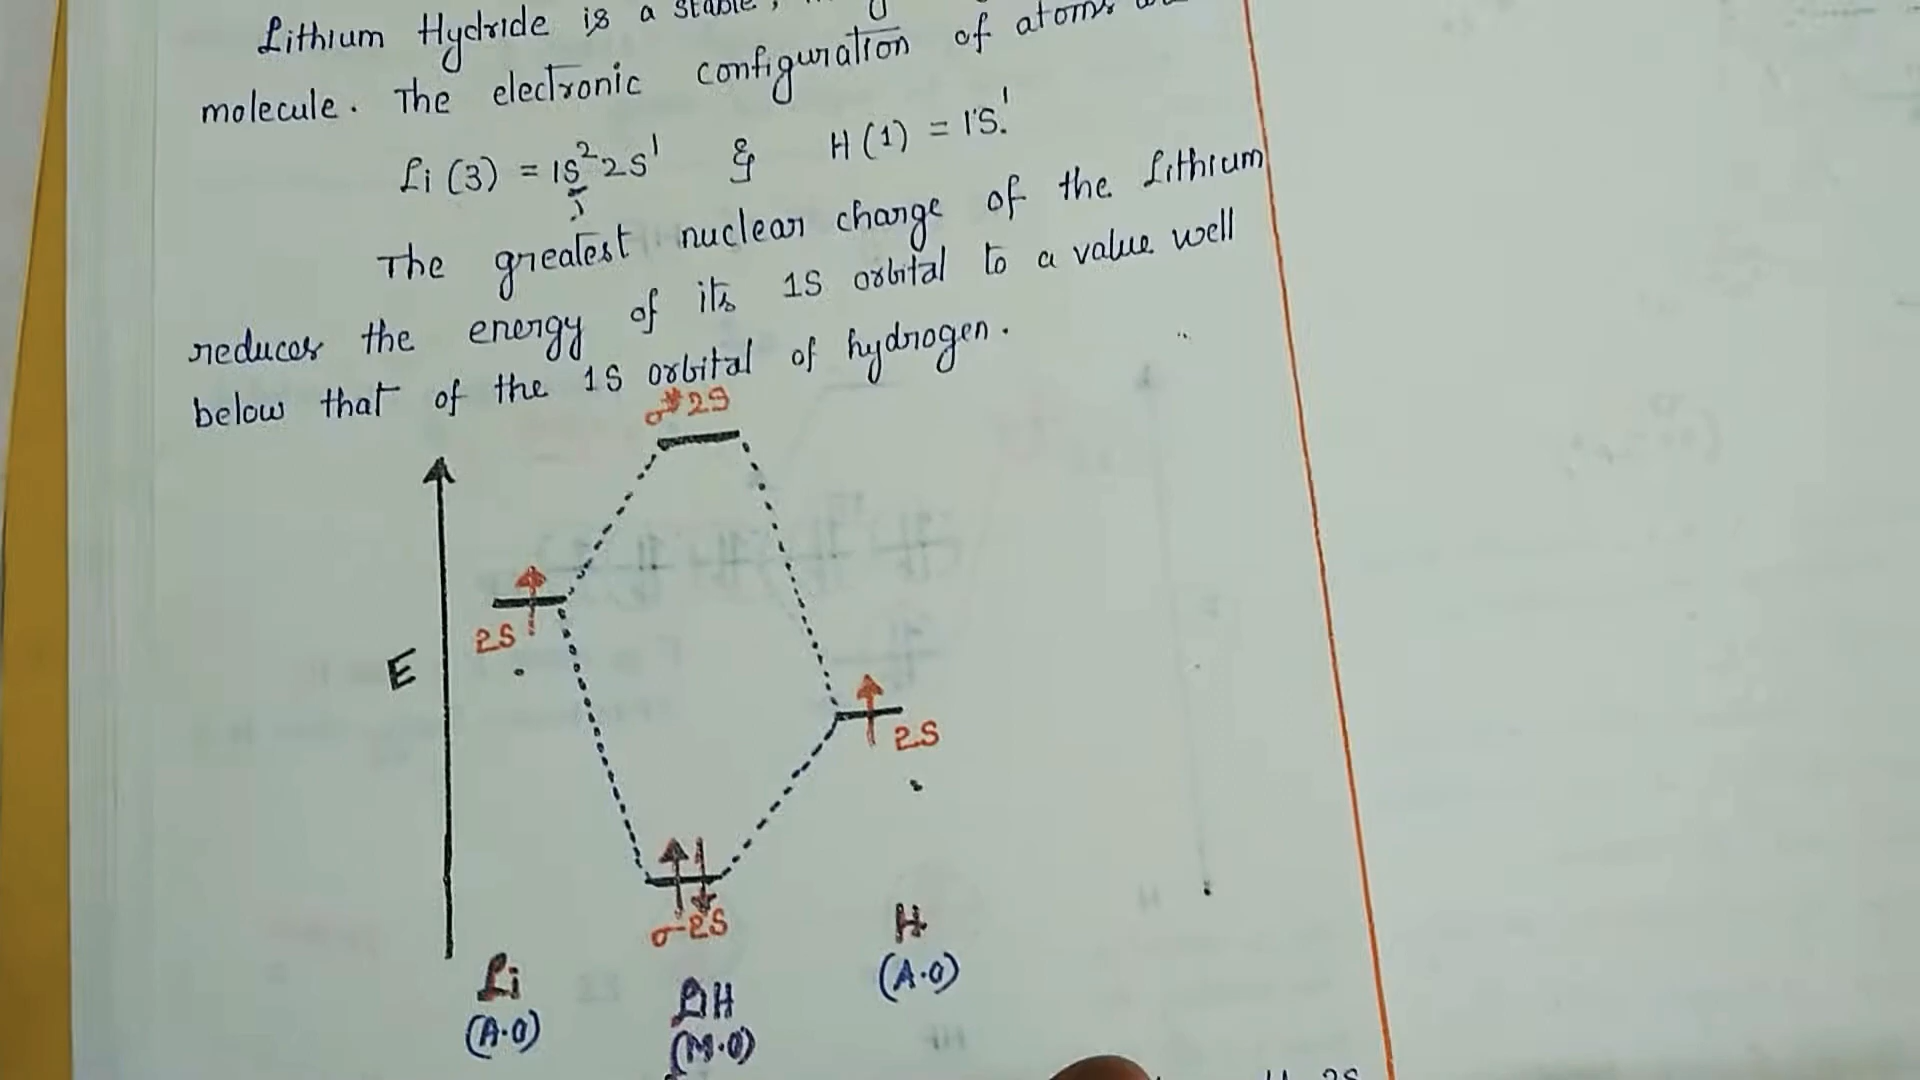 Lithium Hydride is a stable,
molecule. The electronic configuration of atoms
Li (3) = 1S² 2S¹ & H (1) = 1S¹.
The greatest nuclear charge of the Lithium
reduces the energy of its 1S orbital to a value well
below that of the 1S orbital of hydrogen.
σ*2S
2S
E
2S
σ-2S
H
(A.O)
Li
(A.O)
LiH
(M.O)